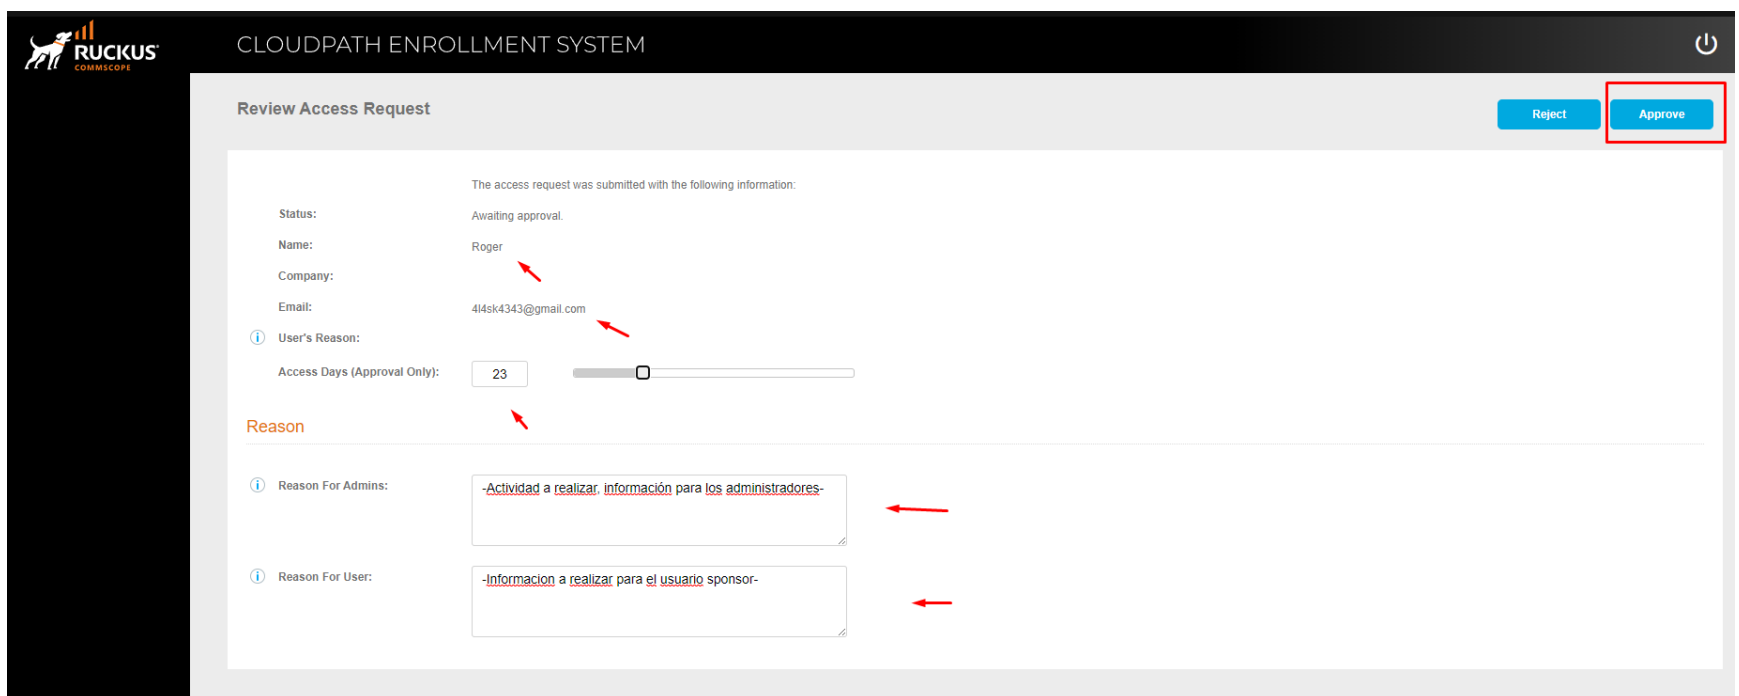 RUCKUS
COMMSCOPE
CLOUDPATH ENROLLMENT SYSTEM
Review Access Request
Reject
Approve
The access request was submitted with the following information:
Status: Awaiting approval.
Name: Roger
Company:
Email: 4l4sk4343@gmail.com
User's Reason:
Access Days (Approval Only): 23
Reason
Reason For Admins: -Actividad a realizar, información para los administradores-
Reason For User: -Informacion a realizar para el usuario sponsor-